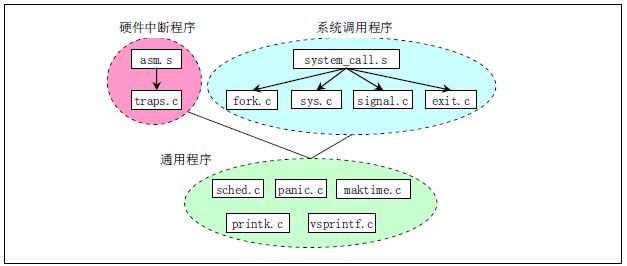 硬件中断程序
系统调用程序
asm.s
system_call.s
traps.c
fork.c
sys.c
signal.c
exit.c
通用程序
sched.c
panic.c
maktime.c
printk.c
vsprintf.c